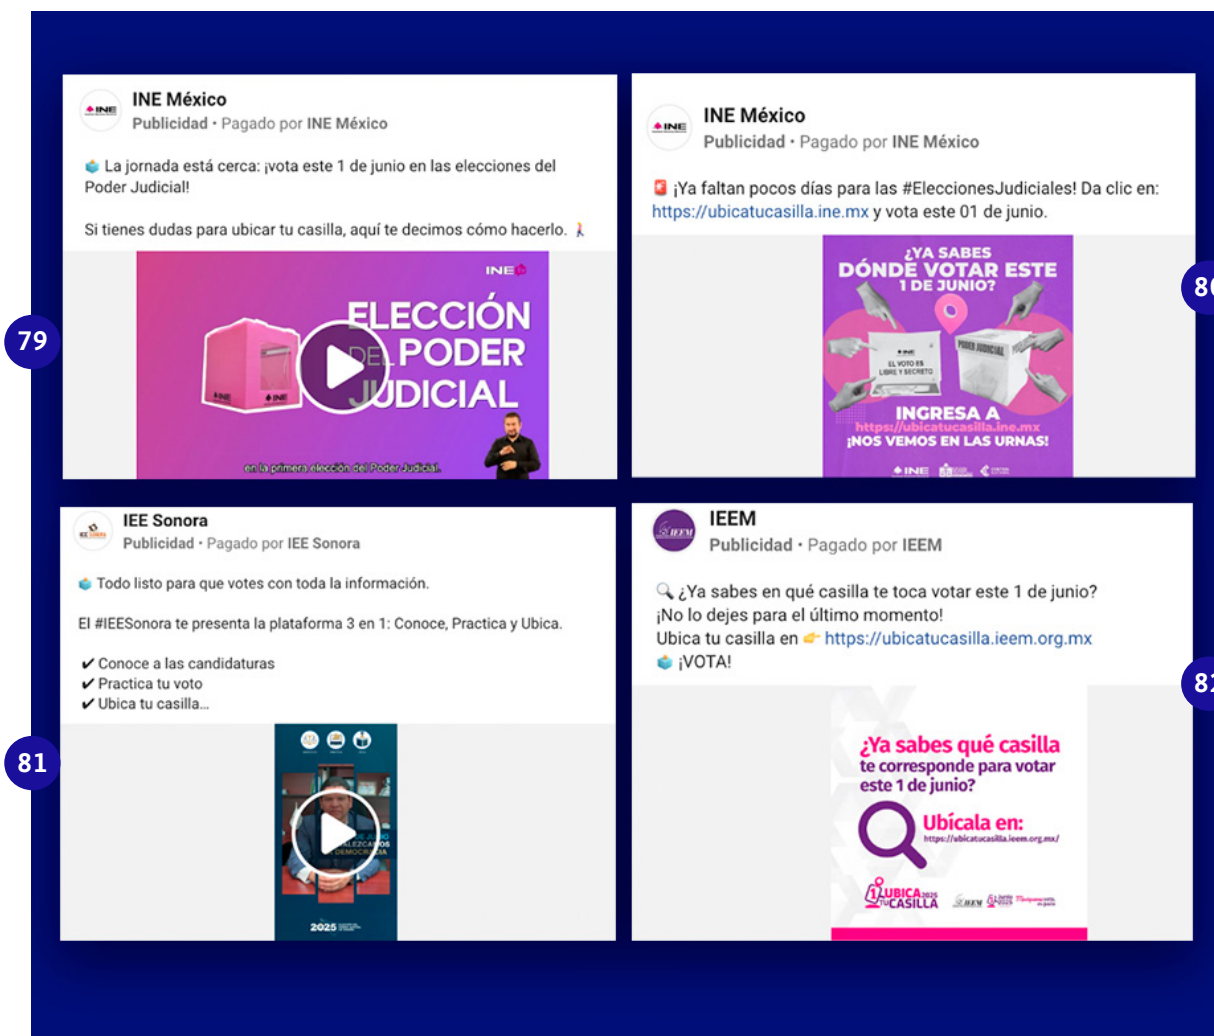 INE
INE México
Publicidad • Pagado por INE México
🗳️ La jornada está cerca: ¡vota este 1 de junio en las elecciones del
Poder Judicial!
Si tienes dudas para ubicar tu casilla, aquí te decimos cómo hacerlo. 🚶
INE
ELECCIÓN
DEL PODER
JUDICIAL
INE
INE
en la primera elección del Poder Judicial.
79
INE
INE México
Publicidad • Pagado por INE México
🚨 ¡Ya faltan pocos días para las #EleccionesJudiciales! Da clic en:
https://ubicatucasilla.ine.mx y vota este 01 de junio.
¿YA SABES
DÓNDE VOTAR ESTE
1 DE JUNIO?
INE
EL VOTO ES
LIBRE Y SECRETO
PODER JUDICIAL
INGRESA A
https://ubicatucasilla.ine.mx
¡NOS VEMOS EN LAS URNAS!
INE
80
IEE SONORA
IEE Sonora
Publicidad • Pagado por IEE Sonora
🗳️ Todo listo para que votes con toda la información.
El #IEESonora te presenta la plataforma 3 en 1: Conoce, Practica y Ubica.
✔ Conoce a las candidaturas
✔ Practica tu voto
✔ Ubica tu casilla...
DEMOCRACIA
2025
81
IEEM
IEEM
Publicidad • Pagado por IEEM
🔍 ¿Ya sabes en qué casilla te toca votar este 1 de junio?
¡No lo dejes para el último momento!
Ubica tu casilla en 👉 https://ubicatucasilla.ieem.org.mx
🗳️ ¡VOTA!
¿Ya sabes qué casilla
te corresponde para votar
este 1 de junio?
Ubícala en:
https://ubicatucasilla.ieem.org.mx/
UBICA 2025
TU CASILLA
IEEM
82